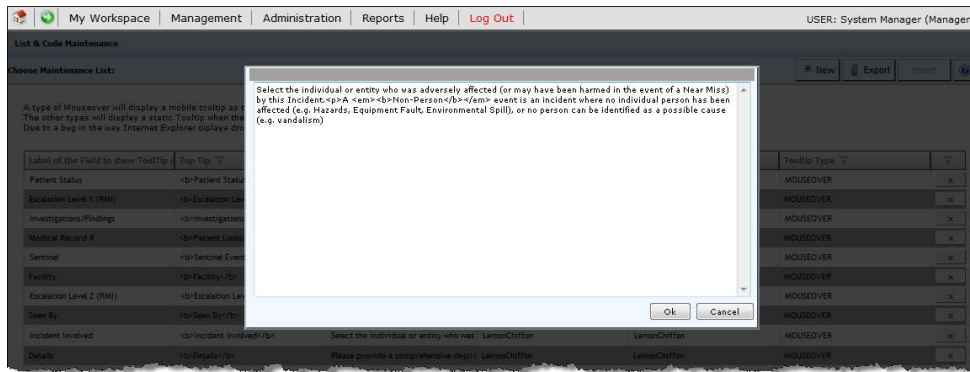 My Workspace Management Administration Reports Help Log Out USER: System Manager (Manager
List & Code Maintenance
Choose Maintenance List: New Export Import
A type of Mouseover will display a mobile tooltip as t
The other types will display a static Tooltip when the
Due to a bug in the way Internet Explorer diplays dro
Select the individual or entity who was adversely affected (or may have been harmed in the event of a Near Miss)
by this Incident.<p>A <em><b>Non-Person</b></em> event is an incident where no individual person has been
affected (e.g. Hazards, Equipment Fault, Environmental Spill), or no person can be identified as a possible cause
(e.g. vandalism)
Ok Cancel
Label of the Field to show ToolTip Top Tip Tooltip Type
Patient Status <b>Patient Statu MOUSEOVER x
Escalation Level 1 (RMI) <b>Escalation Lev MOUSEOVER x
Investigations/Findings <b>Investigations MOUSEOVER x
Medical Record # <b>Patient Looku MOUSEOVER x
Sentinel <b>Sentinel Event MOUSEOVER x
Facility <b>Facility</b> MOUSEOVER x
Escalation Level 2 (RMI) <b>Escalation Lev MOUSEOVER x
Seen By <b>Seen By</b> MOUSEOVER x
Incident Involved <b>Incident Involved</b> Select the individual or entity who was LemonChiffon LemonChiffon MOUSEOVER x
Details <b>Details</b> Please provide a comprehensive descri LemonChiffon LemonChiffon MOUSEOVER x